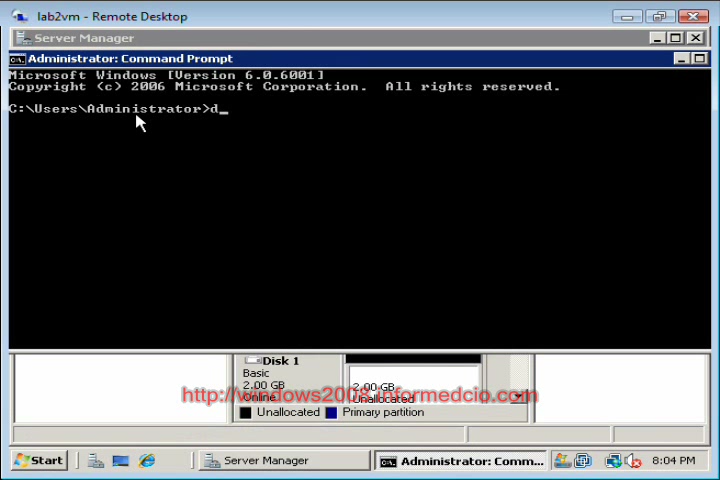 lab2vm - Remote Desktop
Server Manager
Administrator: Command Prompt
Microsoft Windows [Version 6.0.6001]
Copyright (c) 2006 Microsoft Corporation.  All rights reserved.
C:\Users\Administrator>d_
Disk 1
Basic
2.00 GB
Online
2.00 GB
Unallocated
http://windows2008.informedcio.com
Unallocated
Primary partition
Start
Server Manager
Administrator: Comm...
8:04 PM